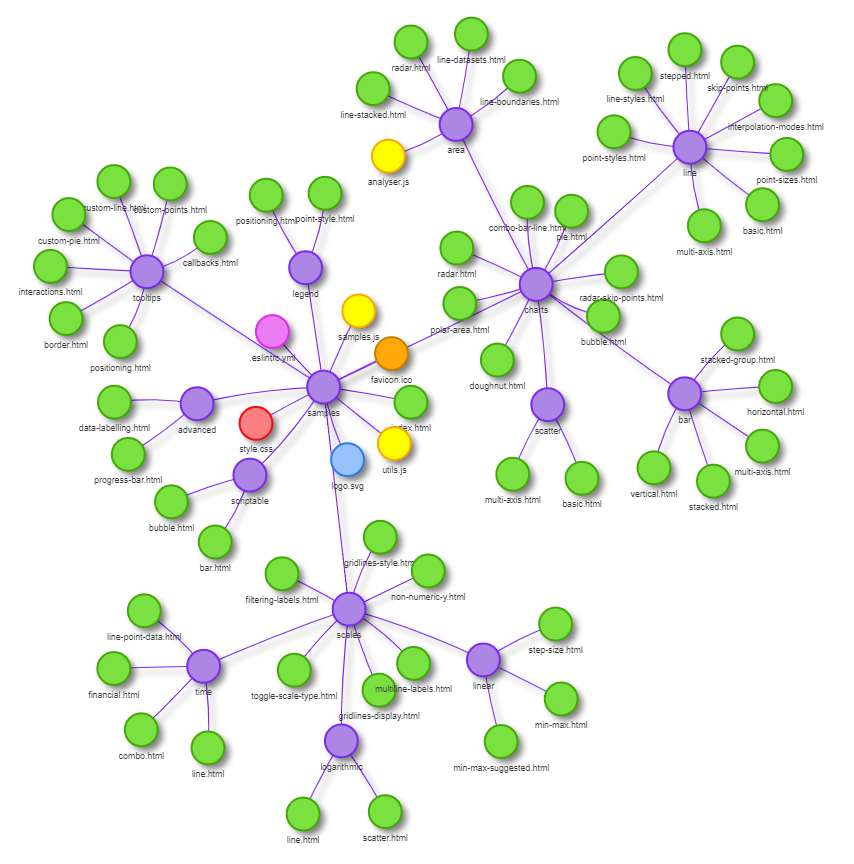 radar.html
line-datasets.html
stepped.html
skip-points.html
line-stacked.html
line-boundaries.html
line-styles.html
interpolation-modes.html
area
point-styles.html
line
analyser.js
point-sizes.html
custom-line.html
custom-points.html
positioning.html
point-style.html
combo-bar-line.html
pie.html
basic.html
custom-pie.html
multi-axis.html
callbacks.html
radar.html
interactions.html
tooltips
legend
radar-skip-points.html
charts
border.html
samples.js
polar-area.html
bubble.html
positioning.html
.eslintrc.yml
stacked-group.html
favicon.ico
doughnut.html
samples
horizontal.html
data-labelling.html
advanced
index.html
scatter
bar
style.css
progress-bar.html
utils.js
multi-axis.html
scriptable
logo.svg
multi-axis.html
basic.html
vertical.html
stacked.html
bubble.html
bar.html
gridlines-style.html
filtering-labels.html
non-numeric-y.html
line-point-data.html
scales
step-size.html
financial.html
time
toggle-scale-type.html
multiline-labels.html
linear
gridlines-display.html
min-max.html
combo.html
line.html
logarithmic
min-max-suggested.html
line.html
scatter.html